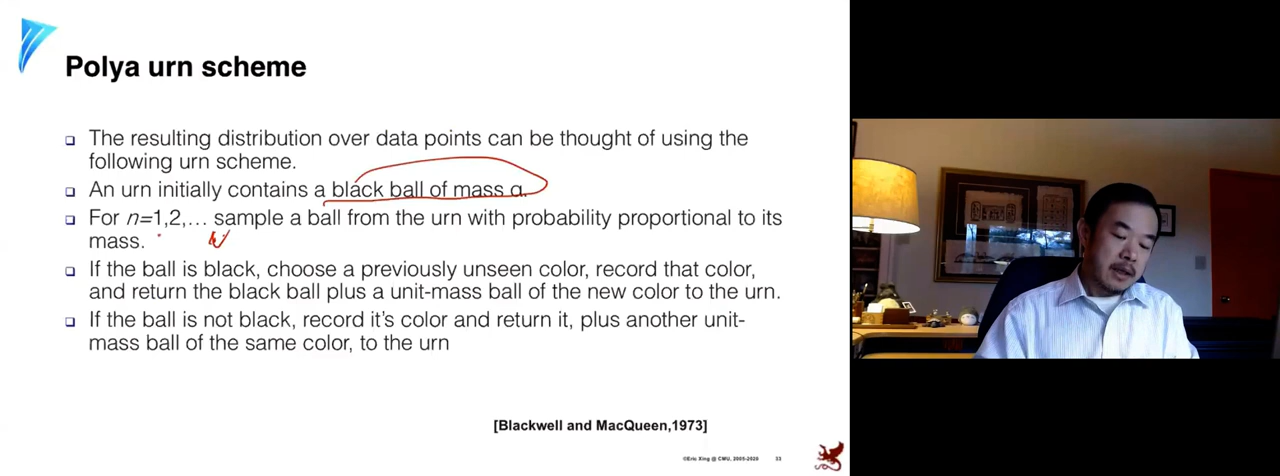 Polya urn scheme
❑ The resulting distribution over data points can be thought of using the
following urn scheme.
❑ An urn initially contains a black ball of mass α.
❑ For n=1,2,… sample a ball from the urn with probability proportional to its
mass.
❑ If the ball is black, choose a previously unseen color, record that color,
and return the black ball plus a unit-mass ball of the new color to the urn.
❑ If the ball is not black, record it's color and return it, plus another unit-
mass ball of the same color, to the urn
[Blackwell and MacQueen,1973]
©Eric Xing @ CMU, 2005-2020 33